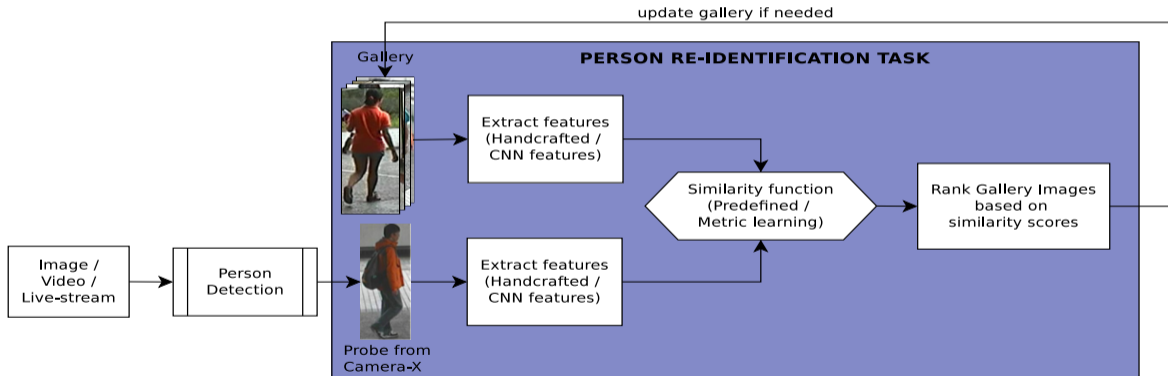 update gallery if needed
PERSON RE-IDENTIFICATION TASK
Gallery
Extract features
(Handcrafted /
CNN features)
Similarity function
(Predefined /
Metric learning)
Rank Gallery Images
based on
similarity scores
Image /
Video /
Live-stream
Person
Detection
Extract features
(Handcrafted /
CNN features)
Probe from
Camera-X